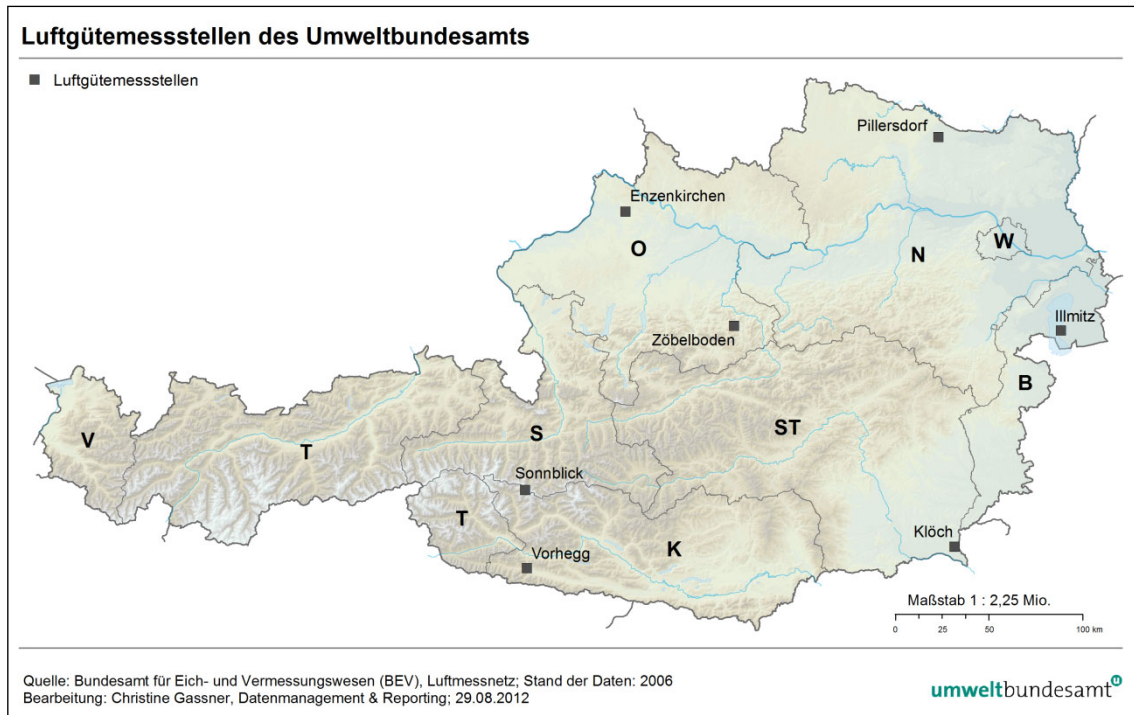 Luftgütemessstellen des Umweltbundesamts
Luftgütemessstellen
Pillersdorf
Enzenkirchen
O
N
W
Illmitz
Zöbelboden
B
V
T
S
ST
Sonnblick
T
Klöch
K
Vorhegg
Maßstab 1 : 2,25 Mio.
0 25 50 100 km
Quelle: Bundesamt für Eich- und Vermessungswesen (BEV), Luftmessnetz; Stand der Daten: 2006
Bearbeitung: Christine Gassner, Datenmanagement & Reporting; 29.08.2012
umweltbundesamt u